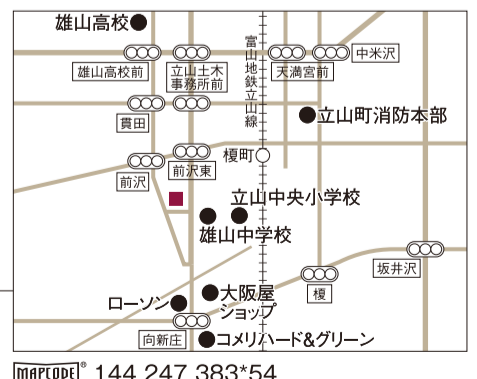 雄山高校
富山地鉄立山線
中米沢
雄山高校前
立山土木
事務所前
天満宮前
貫田
立山町消防本部
榎町
前沢
前沢東
立山中央小学校
雄山中学校
坂井沢
榎
大阪屋
ショップ
ローソン
向新庄
コメリハード&グリーン
MAPCODE® 144 247 383*54